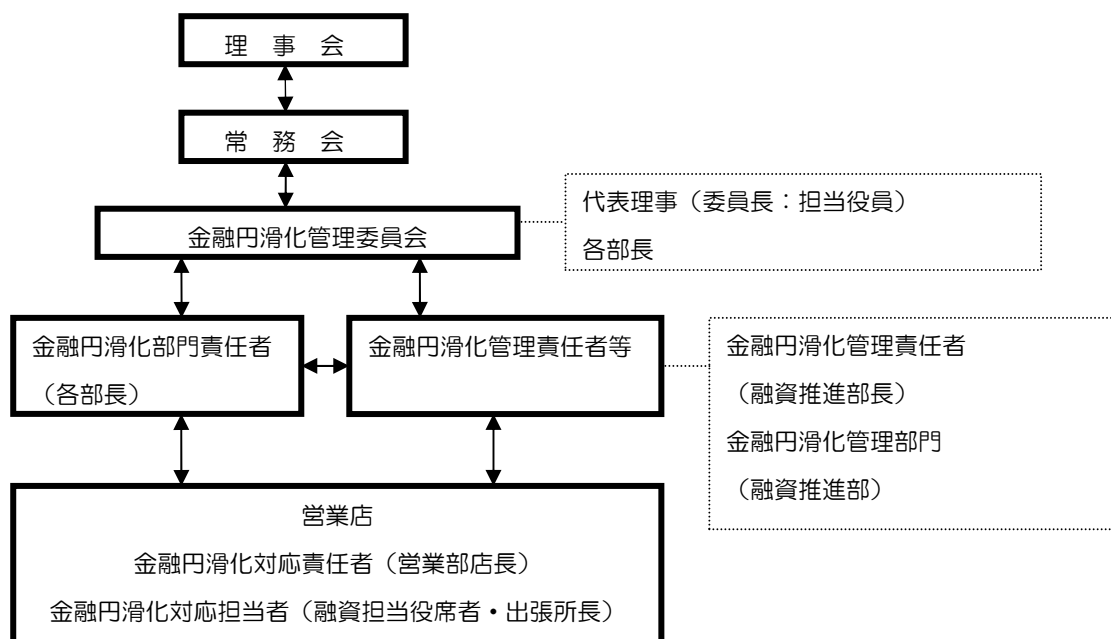 理　事　会
常　務　会
金融円滑化管理委員会
代表理事（委員長：担当役員）
各部長
金融円滑化部門責任者
（各部長）
金融円滑化管理責任者等
金融円滑化管理責任者
（融資推進部長）
金融円滑化管理部門
（融資推進部）
営業店
金融円滑化対応責任者（営業部店長）
金融円滑化対応担当者（融資担当役席者・出張所長）